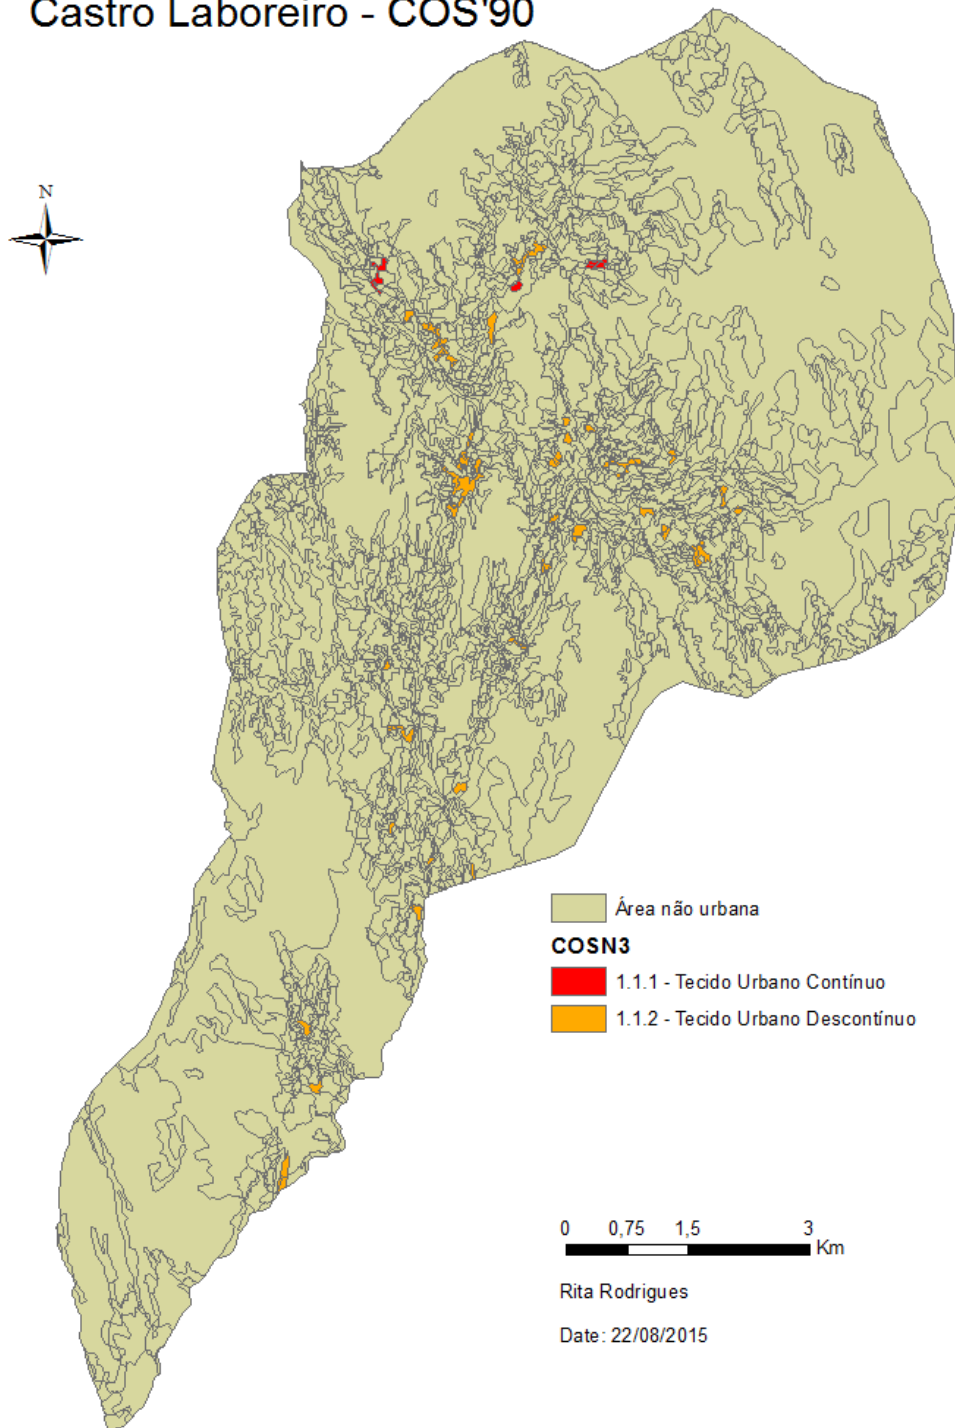 Castro Laboreiro - COS'90
N
Área não urbana
COSN3
1.1.1 - Tecido Urbano Contínuo
1.1.2 - Tecido Urbano Descontínuo
0 0,75 1,5 3
Km
Rita Rodrigues
Date: 22/08/2015